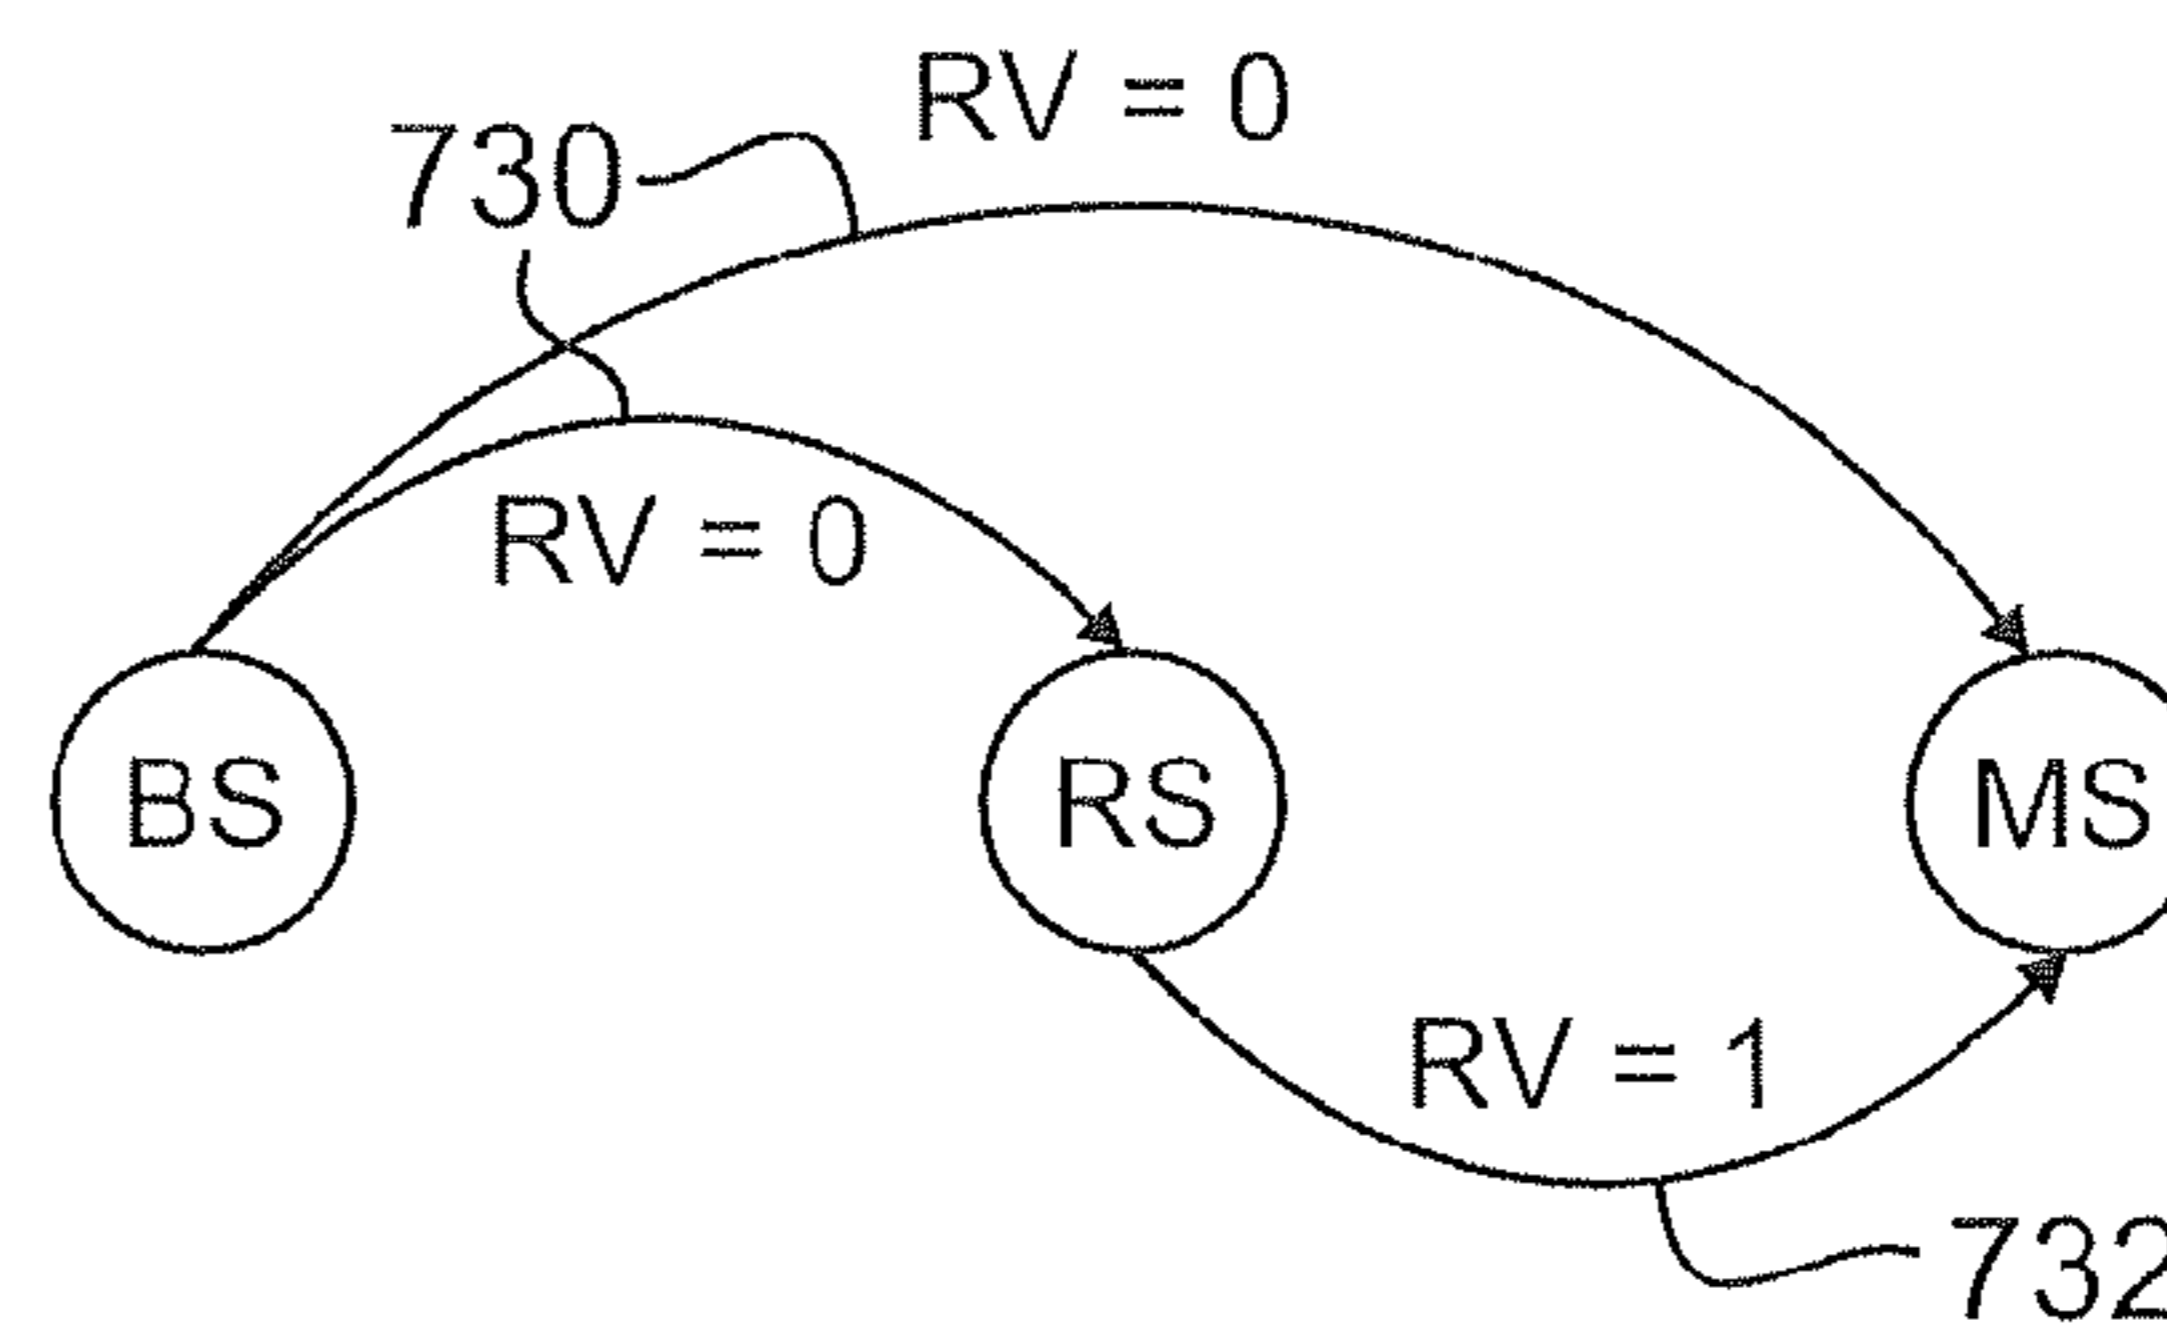 RV = 0
730
RV = 0
BS
RS
MS
RV = 1
732